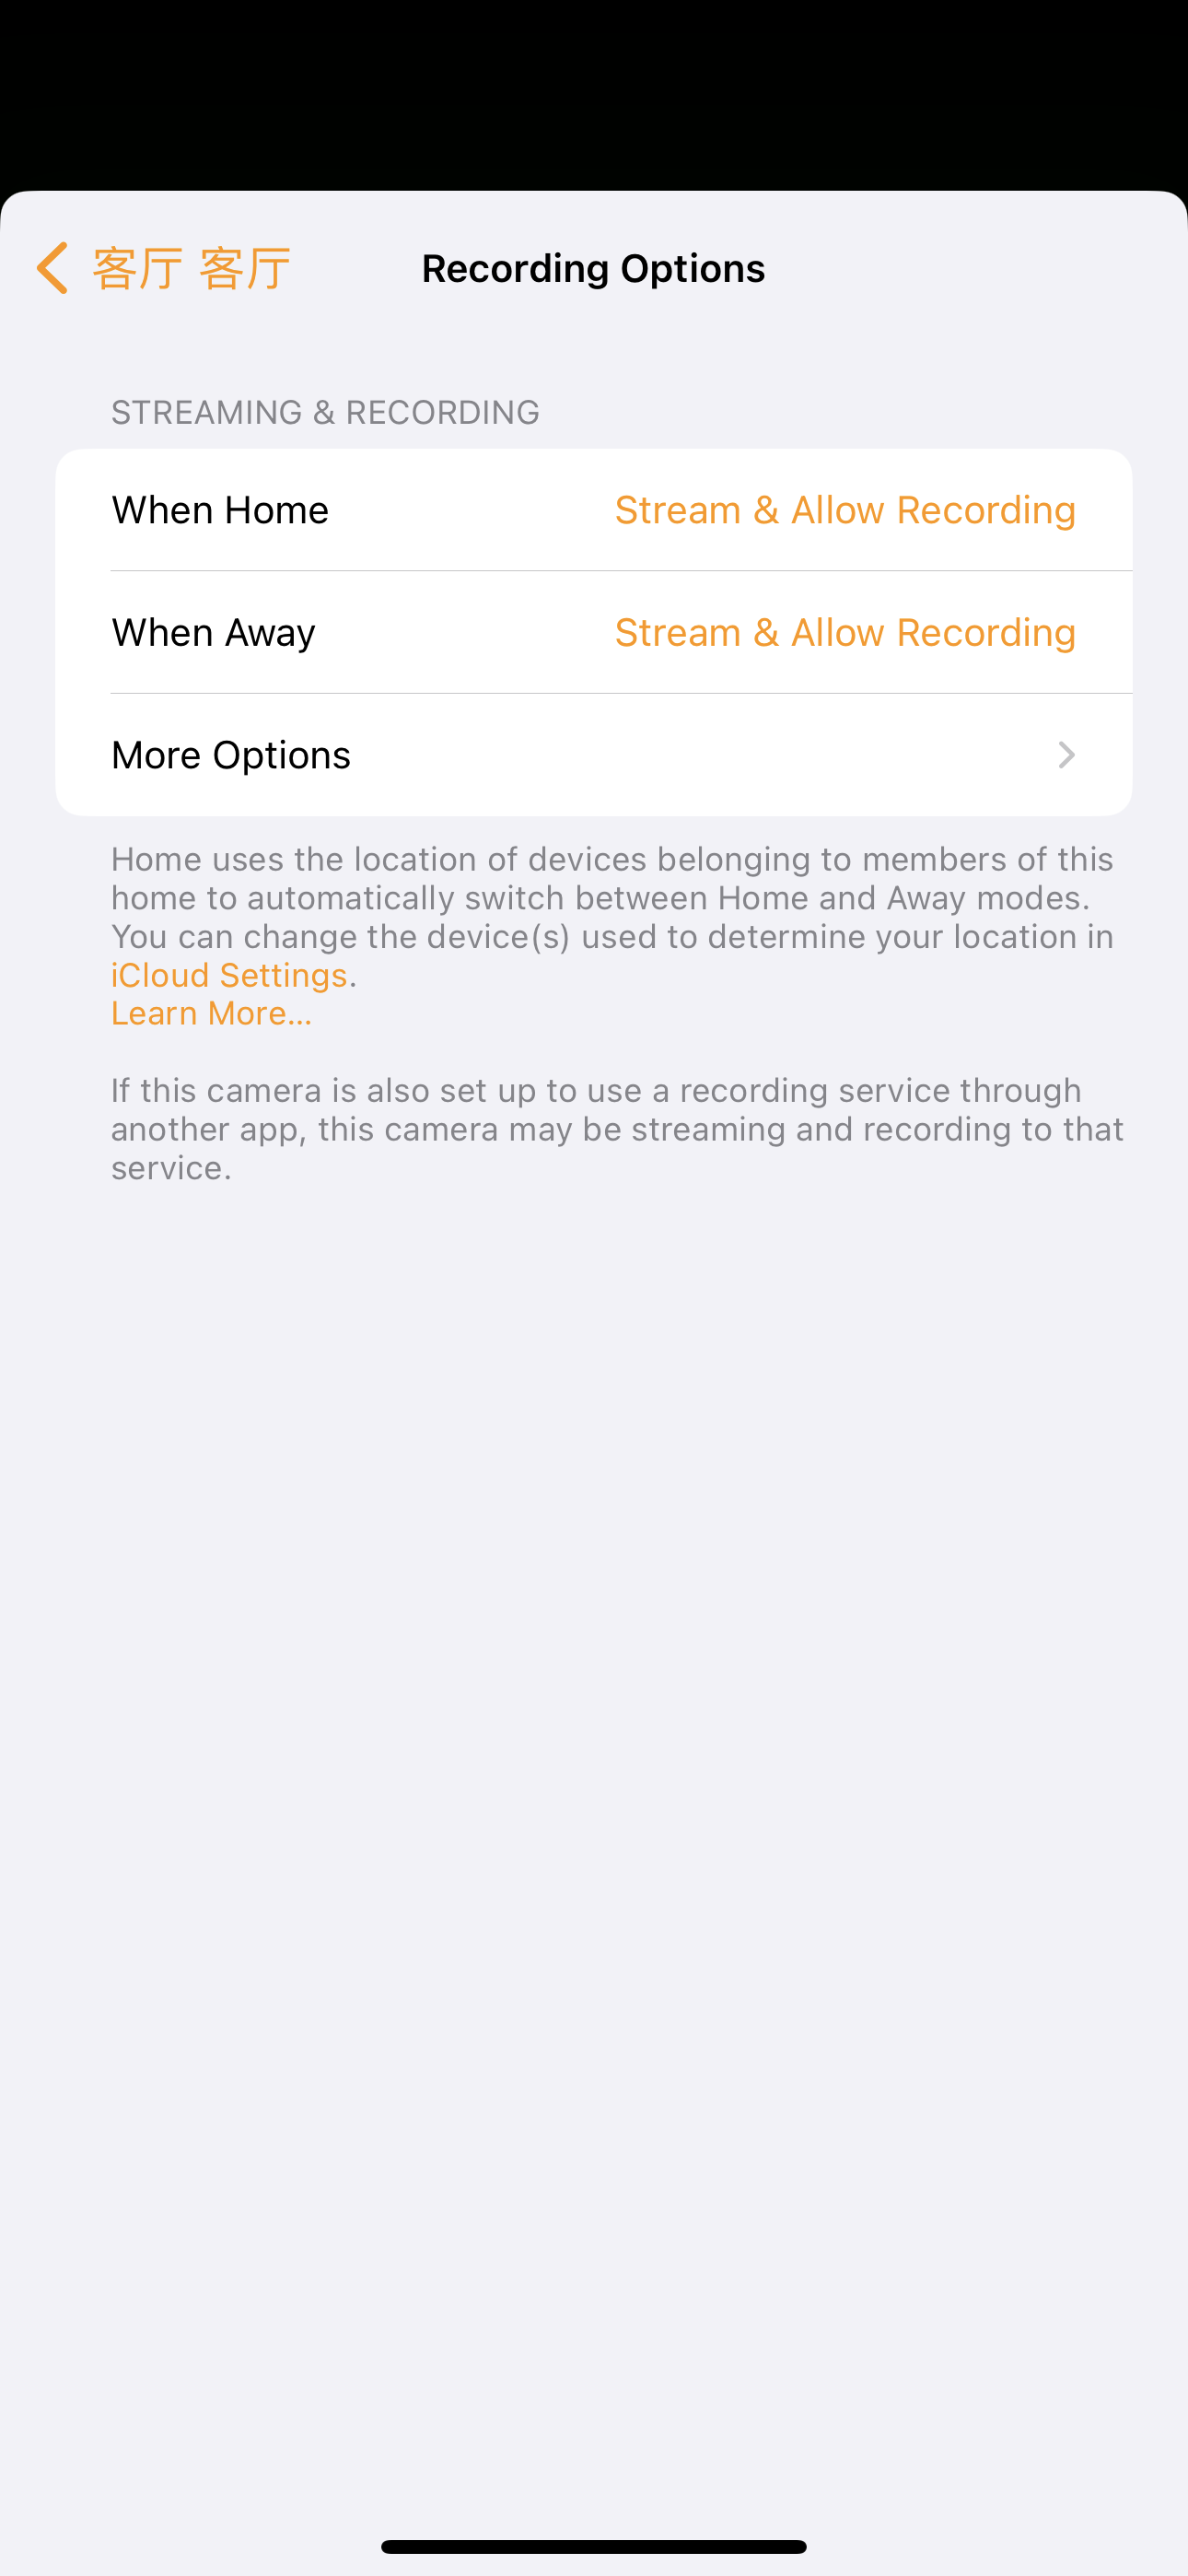 客厅 客厅
Recording Options
STREAMING & RECORDING
When Home Stream & Allow Recording
When Away Stream & Allow Recording
More Options
Home uses the location of devices belonging to members of this
home to automatically switch between Home and Away modes.
You can change the device(s) used to determine your location in
iCloud Settings.
Learn More...
If this camera is also set up to use a recording service through
another app, this camera may be streaming and recording to that
service.